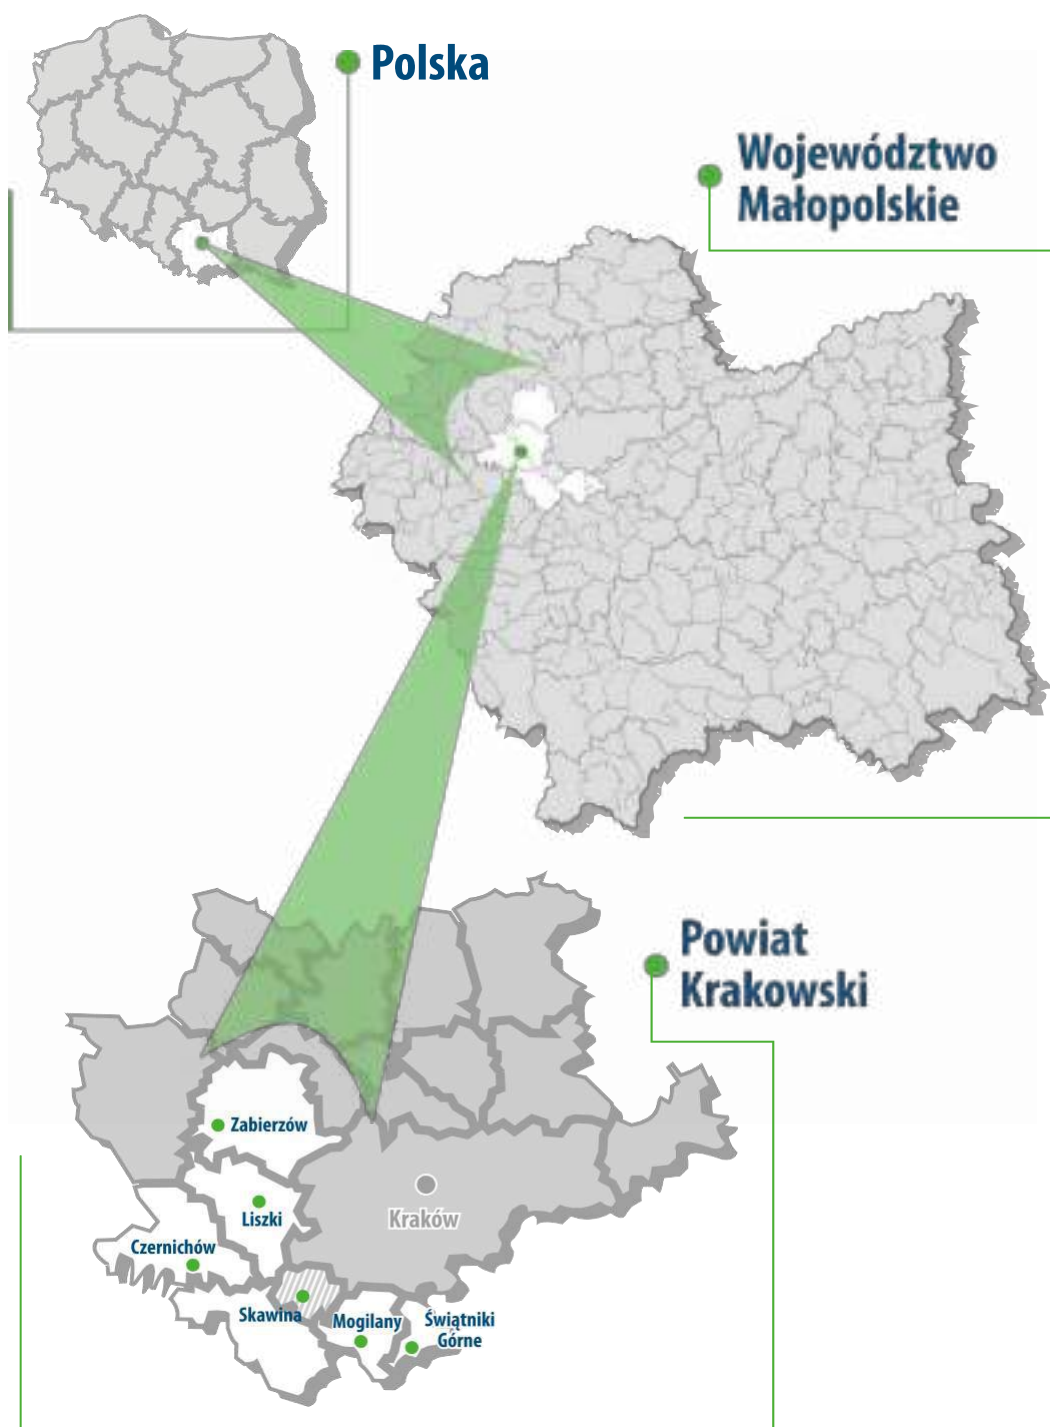 Polska
Województwo
Małopolskie
Powiat
Krakowski
Zabierzów
Liszki
Kraków
Czernichów
Skawina
Mogilany
Świątniki
Górne